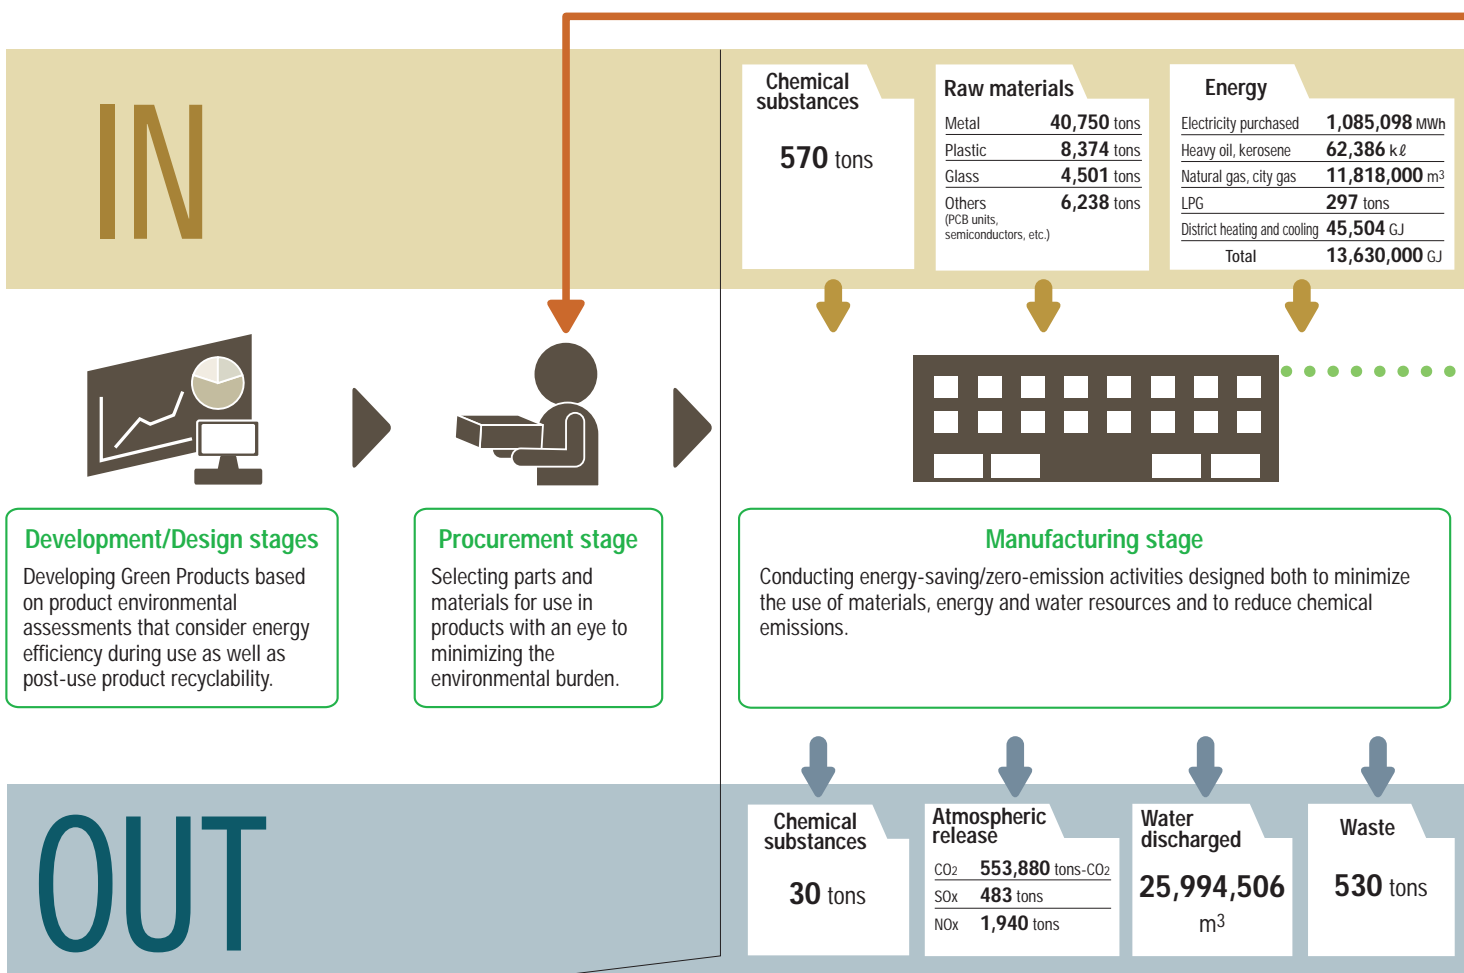 IN
Chemical
substances
570 tons
Raw materials
Metal 40,750 tons
Plastic 8,374 tons
Glass 4,501 tons
Others 6,238 tons
(PCB units,
semiconductors, etc.)
Energy
Electricity purchased 1,085,098 MWh
Heavy oil, kerosene 62,386 kℓ
Natural gas, city gas 11,818,000 m³
LPG 297 tons
District heating and cooling 45,504 GJ
Total 13,630,000 GJ
Development/Design stages
Developing Green Products based
on product environmental
assessments that consider energy
efficiency during use as well as
post-use product recyclability.
Procurement stage
Selecting parts and
materials for use in
products with an eye to
minimizing the
environmental burden.
Manufacturing stage
Conducting energy-saving/zero-emission activities designed both to minimize
the use of materials, energy and water resources and to reduce chemical
emissions.
OUT
Chemical
substances
30 tons
Atmospheric
release
CO₂ 553,880 tons-CO₂
SOx 483 tons
NOx 1,940 tons
Water
discharged
25,994,506
m³
Waste
530 tons